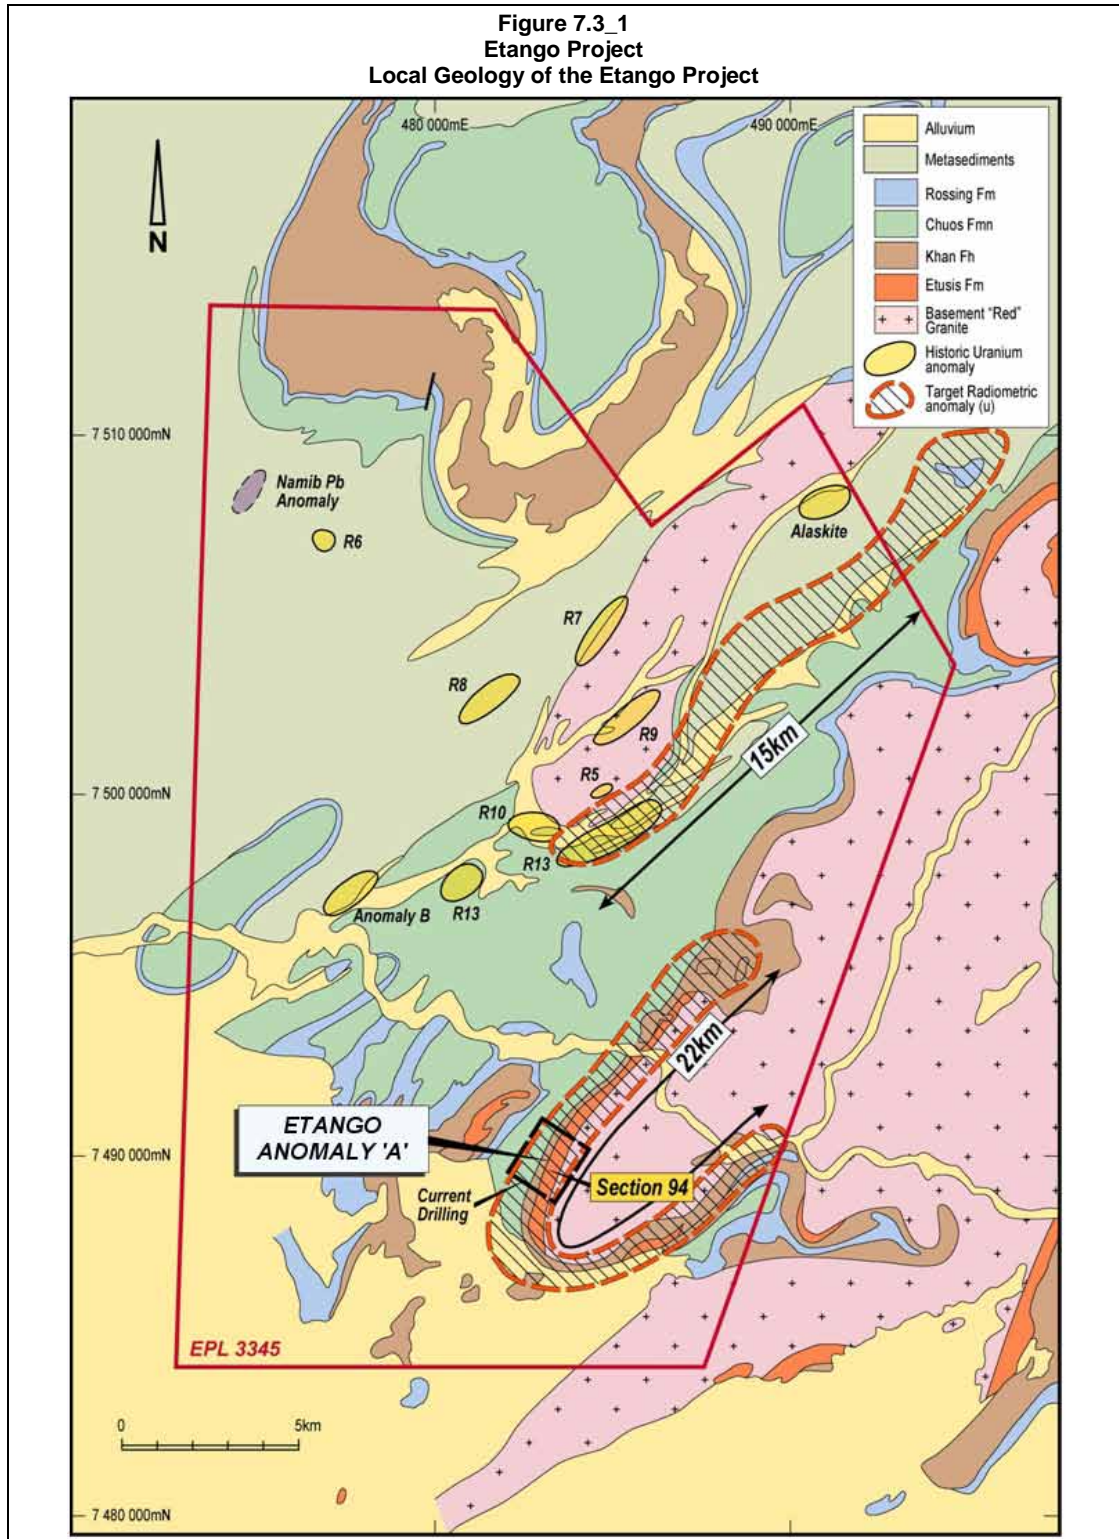 Figure 7.3_1
Etango Project
Local Geology of the Etango Project
480 000mE
490 000mE
N
Alluvium
Metasediments
Rossing Fm
Chuos Fmn
Khan Fh
Etusis Fm
Basement "Red"
Granite
Historic Uranium
anomaly
Target Radiometric
anomaly (u)
7 510 000mN
Namib Pb
Anomaly
R6
Alaskite
R7
R8
R9
15km
R5
7 500 000mN
R10
R13
Anomaly B
R13
22km
ETANGO
ANOMALY 'A'
7 490 000mN
Section 94
Current
Drilling
EPL 3345
0
5km
7 480 000mN